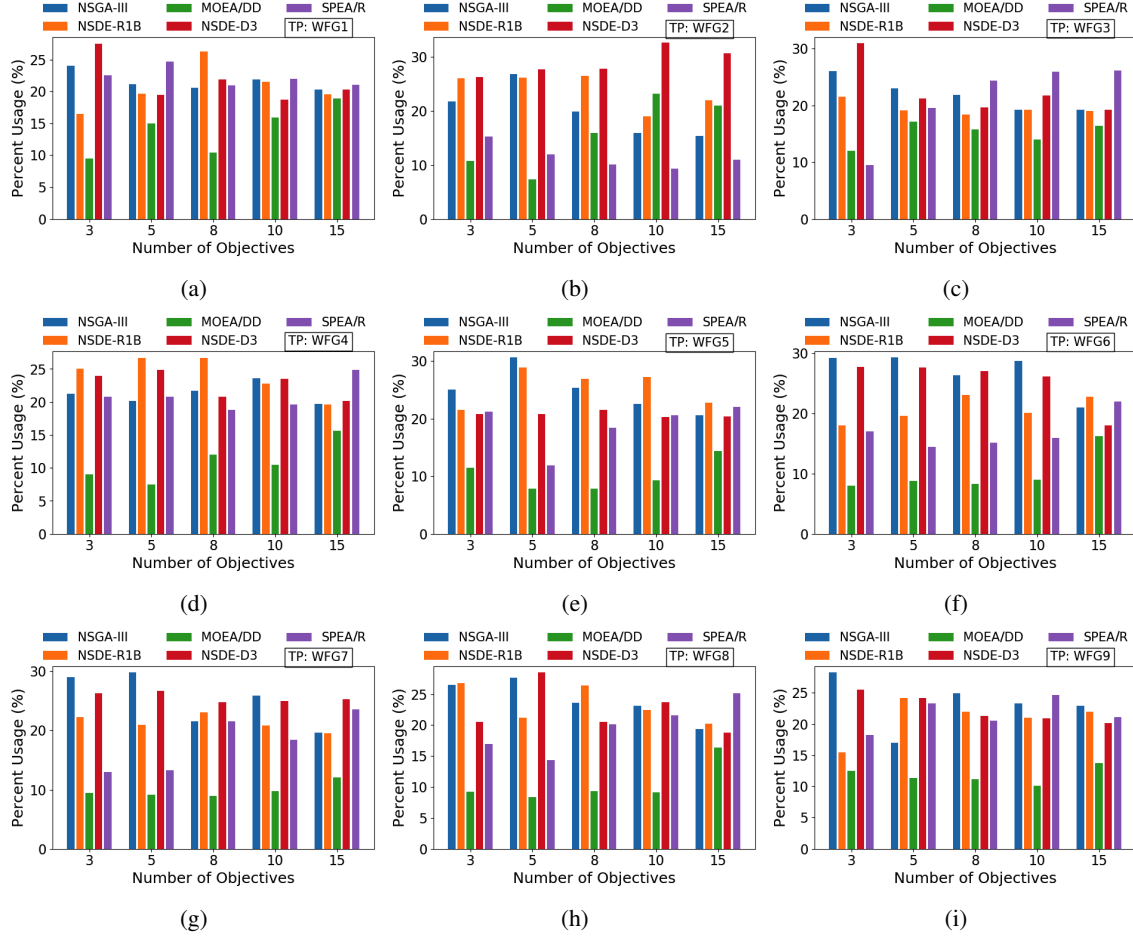 NSGA-III MOEA/DD SPEA/R
NSDE-R1B NSDE-D3 TP: WFG1
Percent Usage (%)
25
20
15
10
5
0
3 5 8 10 15
Number of Objectives
(a)
NSGA-III MOEA/DD SPEA/R
NSDE-R1B NSDE-D3 TP: WFG2
Percent Usage (%)
30
20
10
0
3 5 8 10 15
Number of Objectives
(b)
NSGA-III MOEA/DD SPEA/R
NSDE-R1B NSDE-D3 TP: WFG3
Percent Usage (%)
30
20
10
0
3 5 8 10 15
Number of Objectives
(c)
NSGA-III MOEA/DD SPEA/R
NSDE-R1B NSDE-D3 TP: WFG4
Percent Usage (%)
25
20
15
10
5
0
3 5 8 10 15
Number of Objectives
(d)
NSGA-III MOEA/DD SPEA/R
NSDE-R1B NSDE-D3 TP: WFG5
Percent Usage (%)
30
20
10
0
3 5 8 10 15
Number of Objectives
(e)
NSGA-III MOEA/DD SPEA/R
NSDE-R1B NSDE-D3 TP: WFG6
Percent Usage (%)
30
20
10
0
3 5 8 10 15
Number of Objectives
(f)
NSGA-III MOEA/DD SPEA/R
NSDE-R1B NSDE-D3 TP: WFG7
Percent Usage (%)
30
20
10
0
3 5 8 10 15
Number of Objectives
(g)
NSGA-III MOEA/DD SPEA/R
NSDE-R1B NSDE-D3 TP: WFG8
Percent Usage (%)
25
20
15
10
5
0
3 5 8 10 15
Number of Objectives
(h)
NSGA-III MOEA/DD SPEA/R
NSDE-R1B NSDE-D3 TP: WFG9
Percent Usage (%)
25
20
15
10
5
0
3 5 8 10 15
Number of Objectives
(i)